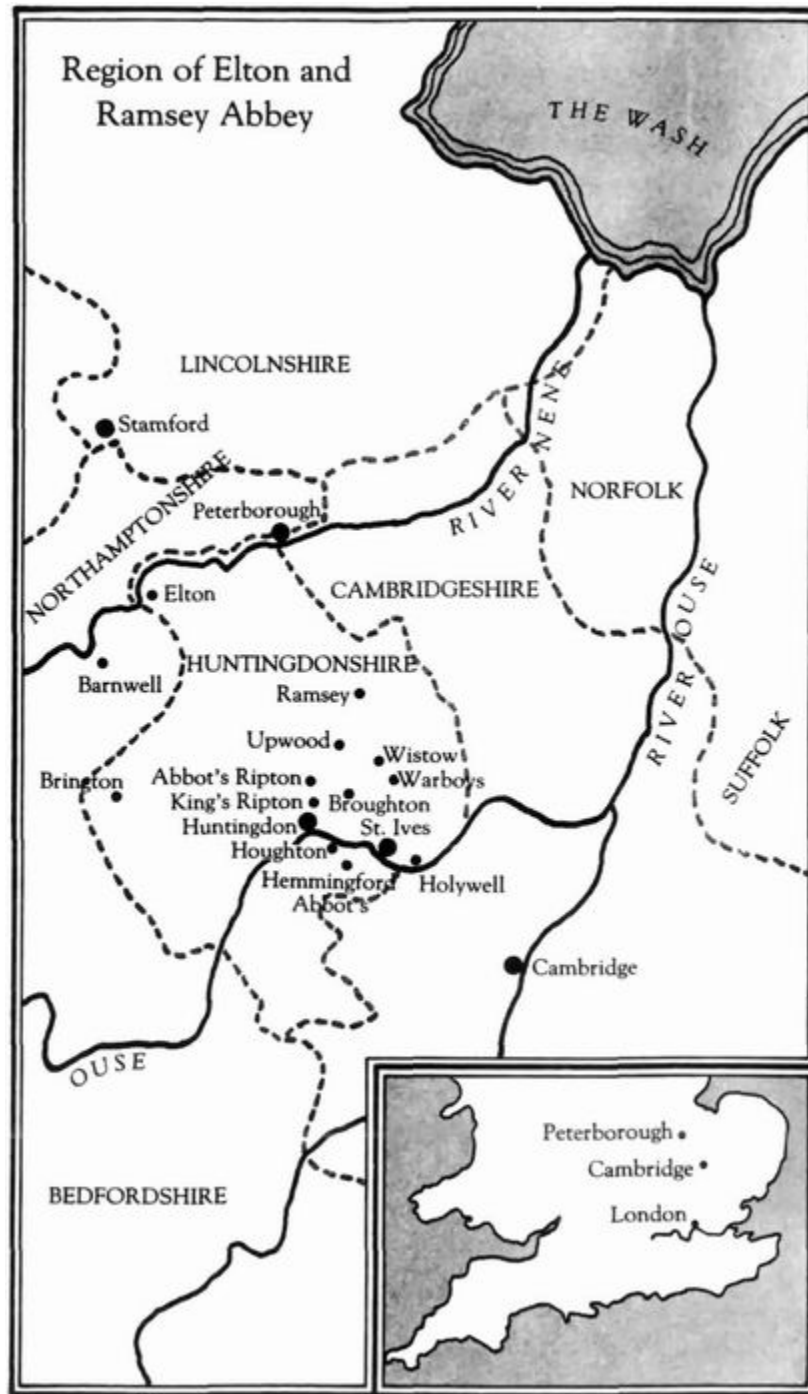 Region of Elton and
Ramsey Abbey
THE WASH
LINCOLNSHIRE
Stamford
RIVER NENE
NORTHAMPTONSHIRE
Peterborough
NORFOLK
Elton
CAMBRIDGESHIRE
RIVER OUSE
HUNTINGDONSHIRE
Barnwell
Ramsey
SUFFOLK
Upwood
Wistow
Brington
Abbot's Ripton
Warboys
King's Ripton
Broughton
Huntingdon
St. Ives
Houghton
Hemmingford
Abbot's
Holywell
Cambridge
OUSE
BEDFORDSHIRE
Peterborough
Cambridge
London